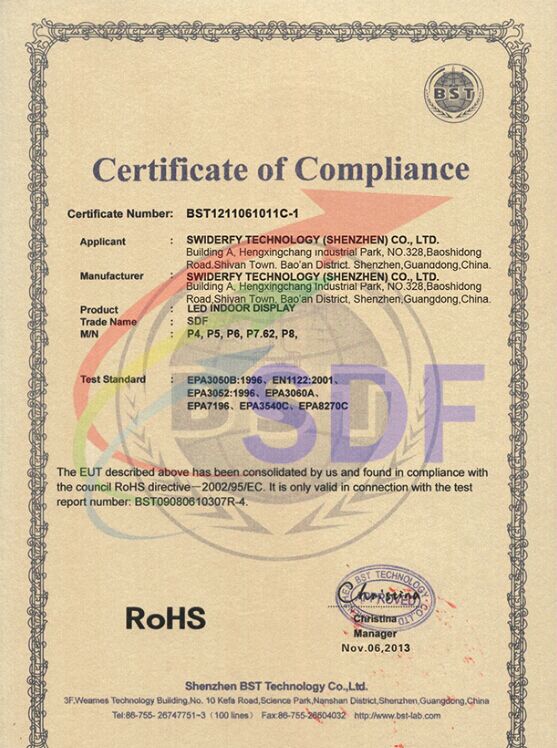 BST
Certificate of Compliance
Certificate Number: BST1211061011C-1
Applicant : SWIDERFY TECHNOLOGY (SHENZHEN) CO., LTD.
Building A, Hengxingchang Industrial Park, NO.328,Baoshidong
Road.Shiyan Town. Bao'an District. Shenzhen,Guangdong,China.
Manufacturer : SWIDERFY TECHNOLOGY (SHENZHEN) CO., LTD.
Building A, Hengxingchang Industrial Park, NO.328,Baoshidong
Road.Shiyan Town. Bao'an District, Shenzhen,Guangdong,China.
Product : LED INDOOR DISPLAY
Trade Name : SDF
M/N : P4, P5, P6, P7.62, P8,
Test Standard : EPA3050B:1996、EN1122:2001、
EPA3052:1996、EPA3060A、
EPA7196、EPA3540C、EPA8270C
BST
SDF
The EUT described above has been consolidated by us and found in compliance with
the council RoHS directive—2002/95/EC. It is only valid in connection with the test
report number: BST09080610307R-4.
BST TECHNOLOGY CO.,LTD
APPROVED
Christina
RoHS
Christina
Manager
Nov.06,2013
Shenzhen BST Technology Co.,Ltd.
3F,Weames Technology Building,No. 10 Kefa Road,Science Park,Nanshan District,Shenzhen,Guangdong,China
Tel:86-755- 26747751~3 (100 lines) Fax:86-755-26504032 http://www.bst-lab.com